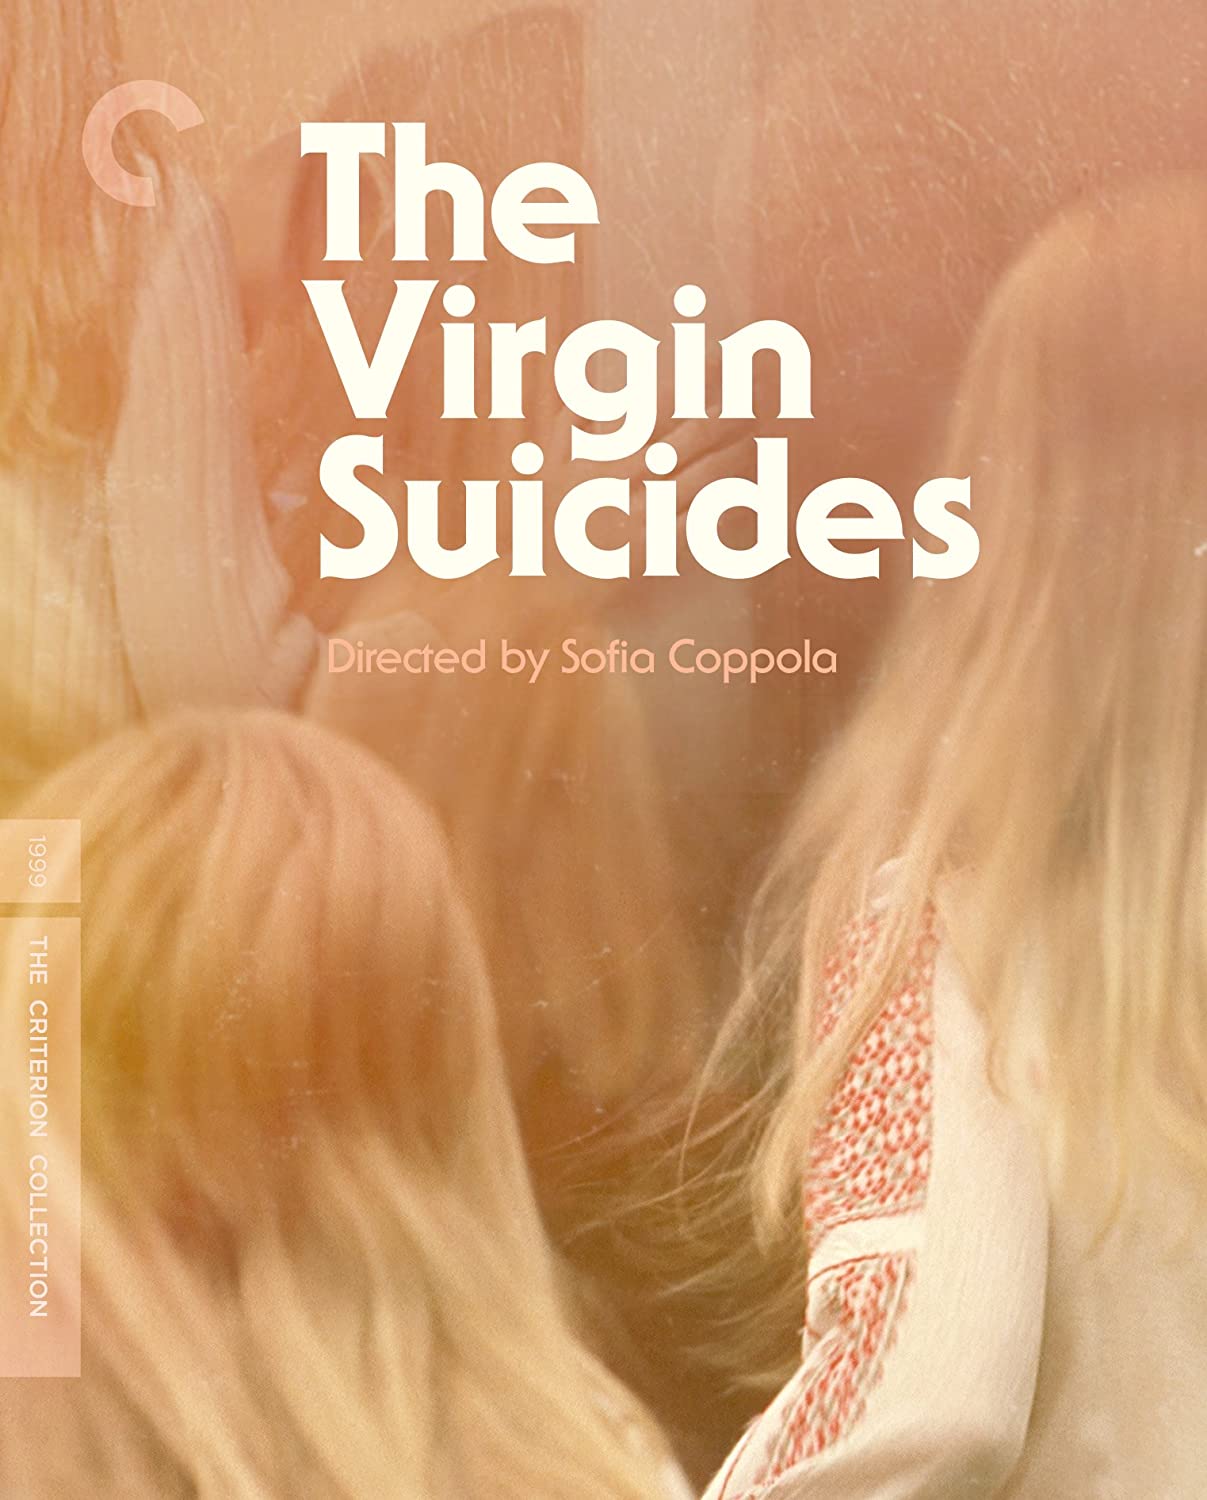 The
Virgin
Suicides
Directed by Sofia Coppola
1999
THE CRITERION COLLECTION